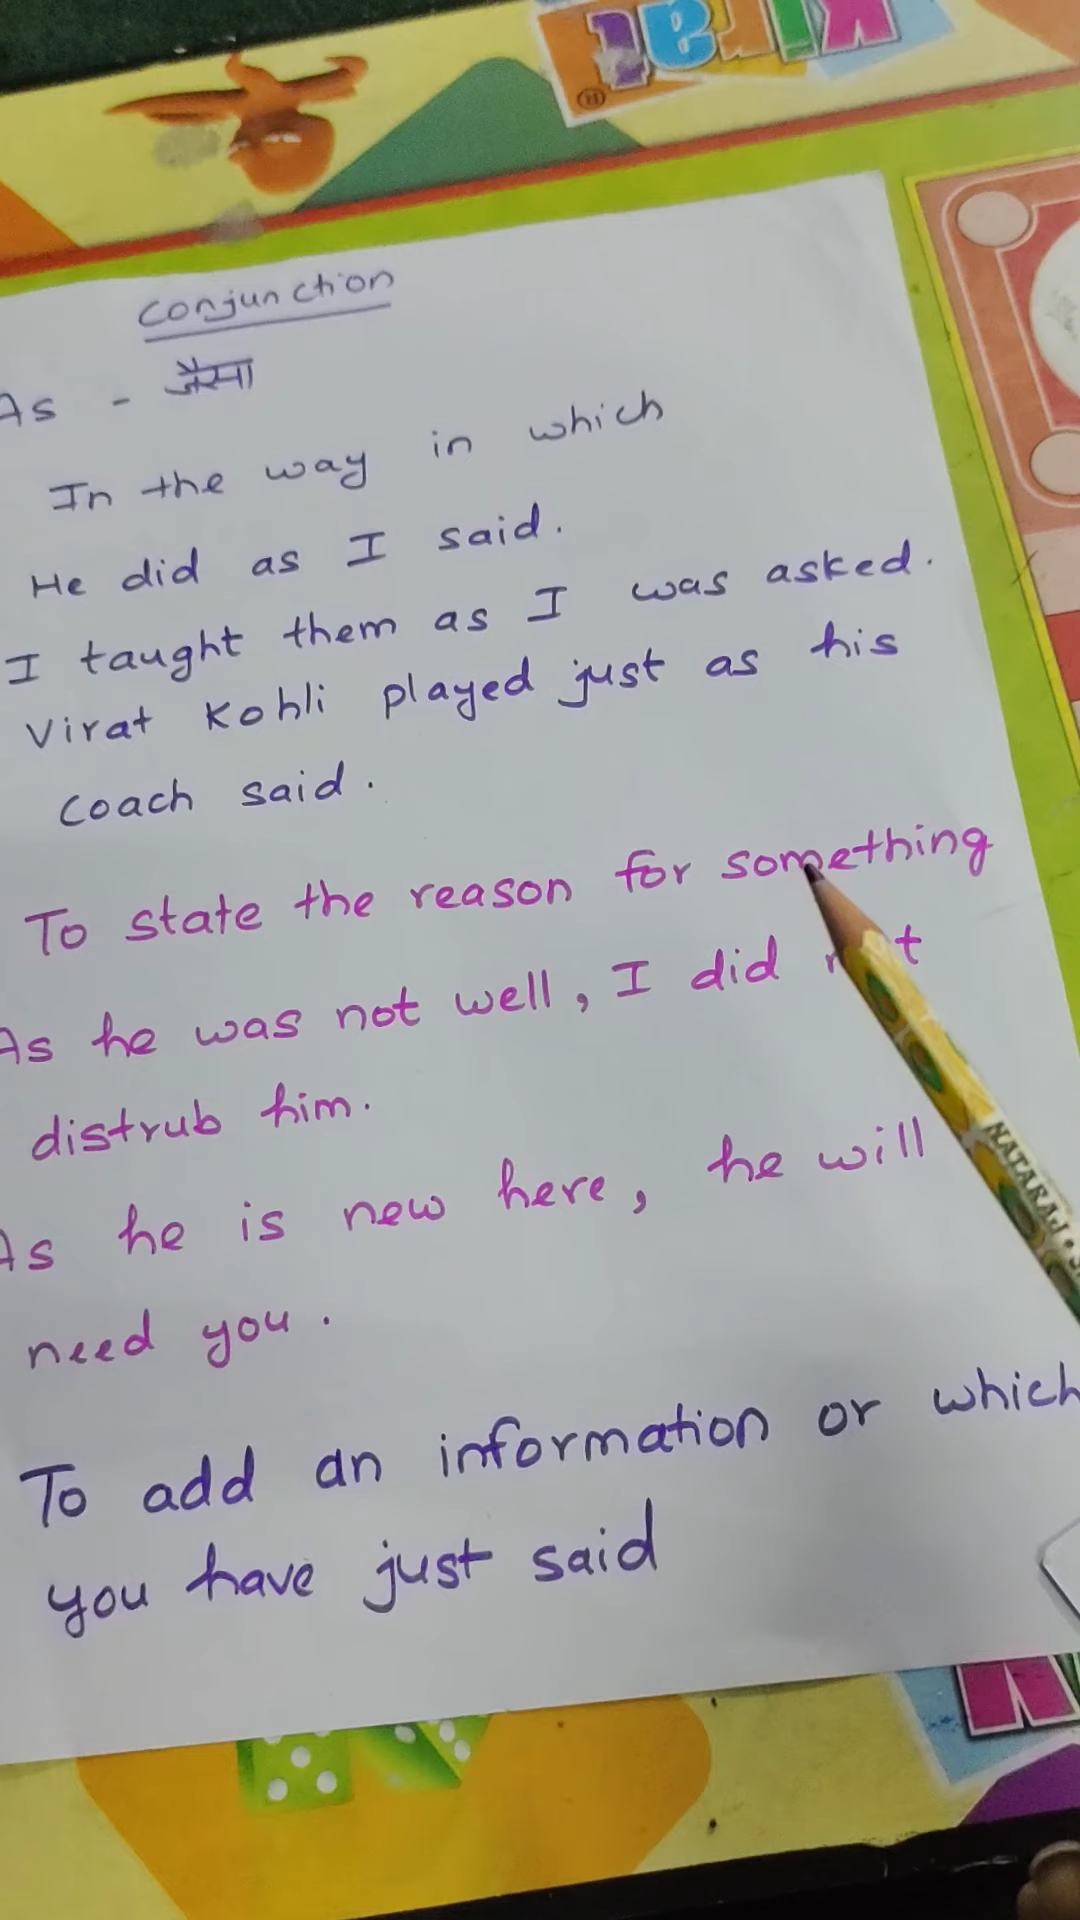 Kirat
Conjunction
As - जैसा
In the way in which
He did as I said.
I taught them as I was asked.
Virat Kohli played just as his
Coach said.
To state the reason for something
As he was not well, I did
distrub him.
As he is new here, he will
need you.
To add an information or which
you have just said
NATARAJ